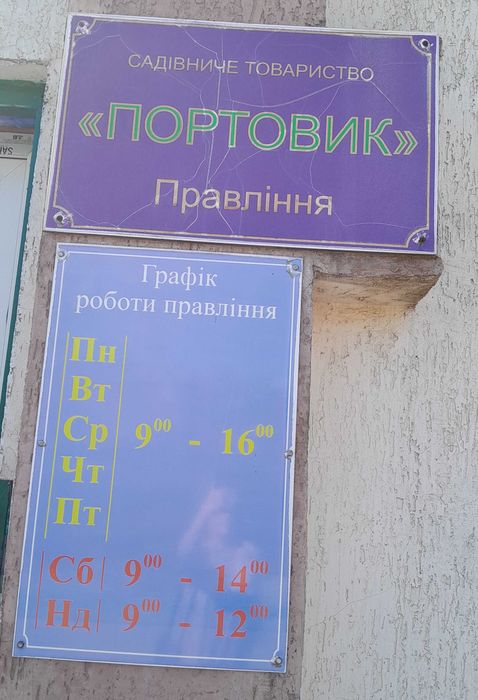 САДІВНИЧЕ ТОВАРИСТВО
«ПОРТОВИК»
Правління
Графік
роботи правління
Пн
Вт
Ср 9⁰⁰ - 16⁰⁰
Чт
Пт
Сб 9⁰⁰ - 14⁰⁰
Нд 9⁰⁰ - 12⁰⁰